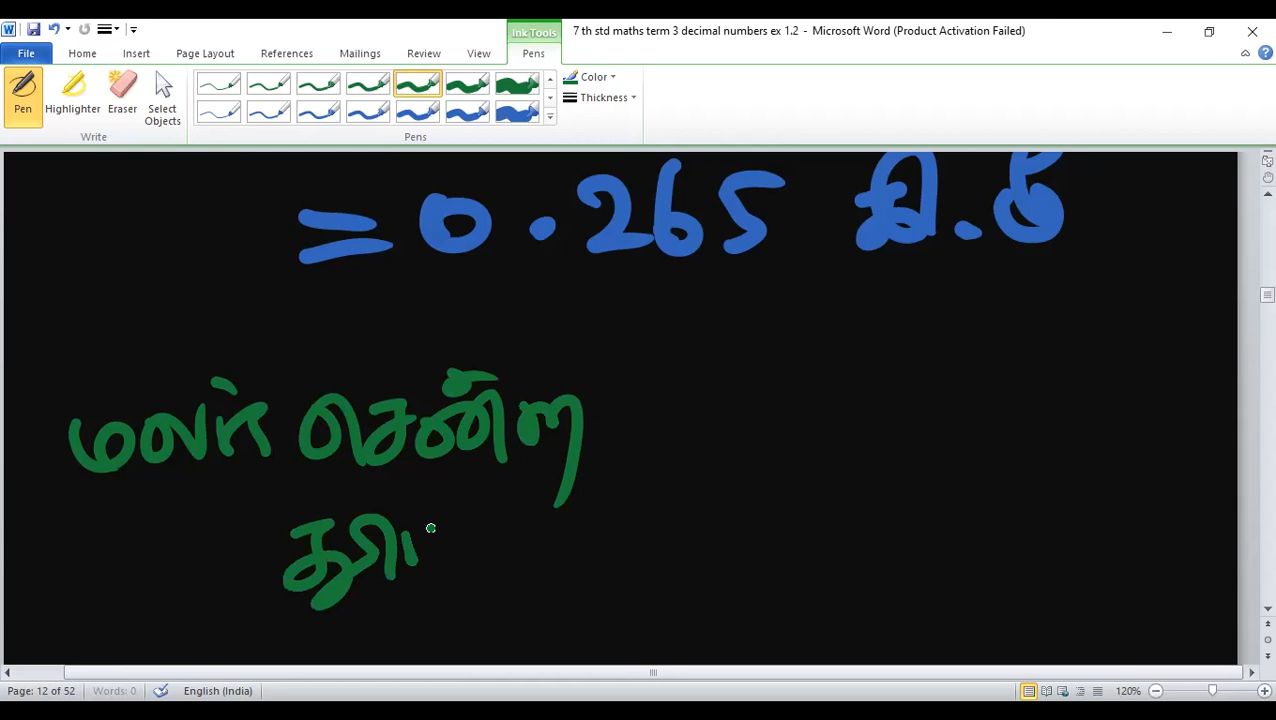 7 th std maths term 3 decimal numbers ex 1.2 - Microsoft Word (Product Activation Failed)
Ink Tools
File Home Insert Page Layout References Mailings Review View Pens
Pen Highlighter Eraser Select Objects
Color
Thickness
Write Pens
= 0.265 கி.மீ
மலர் சென்ற
Page: 12 of 52 Words: 0 English (India) 120%